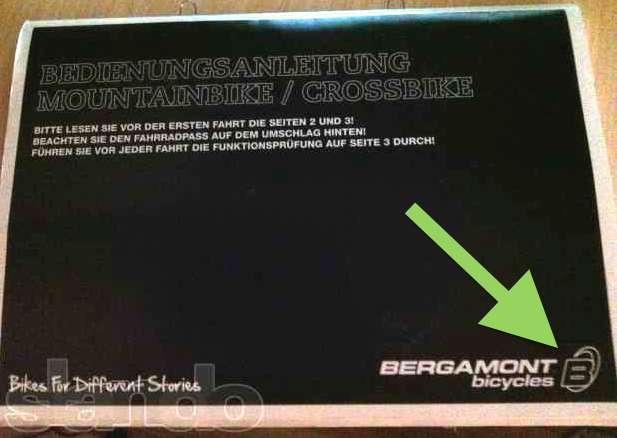 BEDIENUNGSANLEITUNG
MOUNTAINBIKE / CROSSBIKE
BITTE LESEN SIE VOR DER ERSTEN FAHRT DIE SEITEN 2 UND 3!
BEACHTEN SIE DEN FAHRRADPASS AUF DEM UMSCHLAG HINTEN!
FÜHREN SIE VOR JEDER FAHRT DIE FUNKTIONSPRÜFUNG AUF SEITE 3 DURCH!
Bikes For Different Stories
BERGAMONT B
bicycles